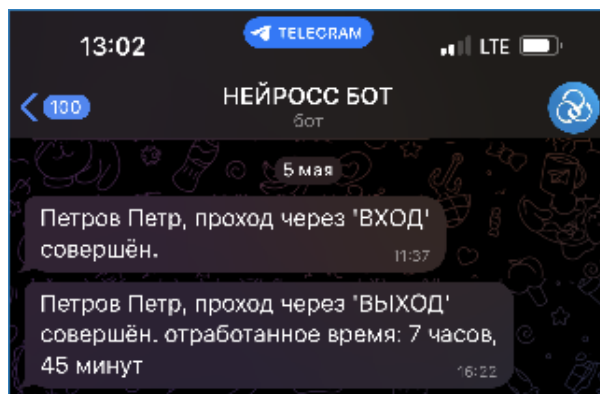 13:02
TELEGRAM
LTE
100
НЕЙРОСС БОТ
бот
5 мая
Петров Петр, проход через 'ВХОД'
совершён.
11:37
Петров Петр, проход через 'ВЫХОД'
совершён. отработанное время: 7 часов,
45 минут
16:22